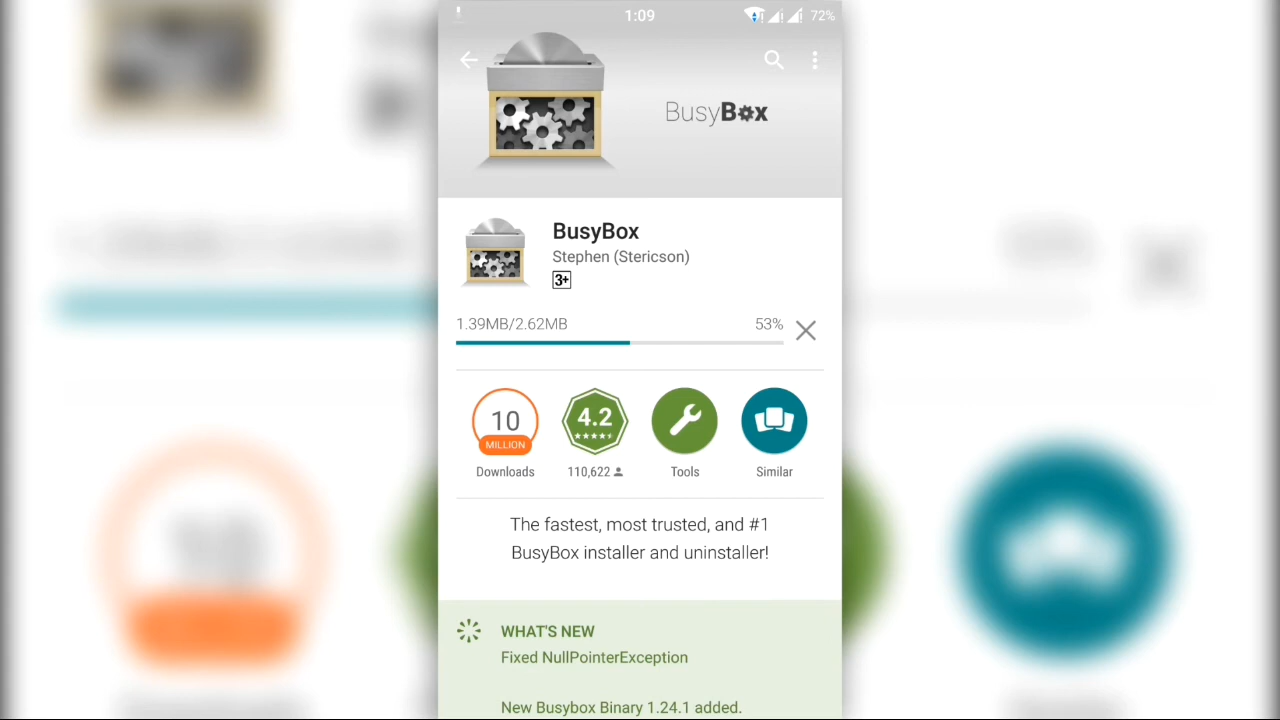 1:09
72%
BusyBox
BusyBox
Stephen (Stericson)
3+
1.39MB/2.62MB
53%
10
MILLION
4.2
Downloads
110,622
Tools
Similar
The fastest, most trusted, and #1
BusyBox installer and uninstaller!
WHAT'S NEW
Fixed NullPointerException
New Busybox Binary 1.24.1 added.